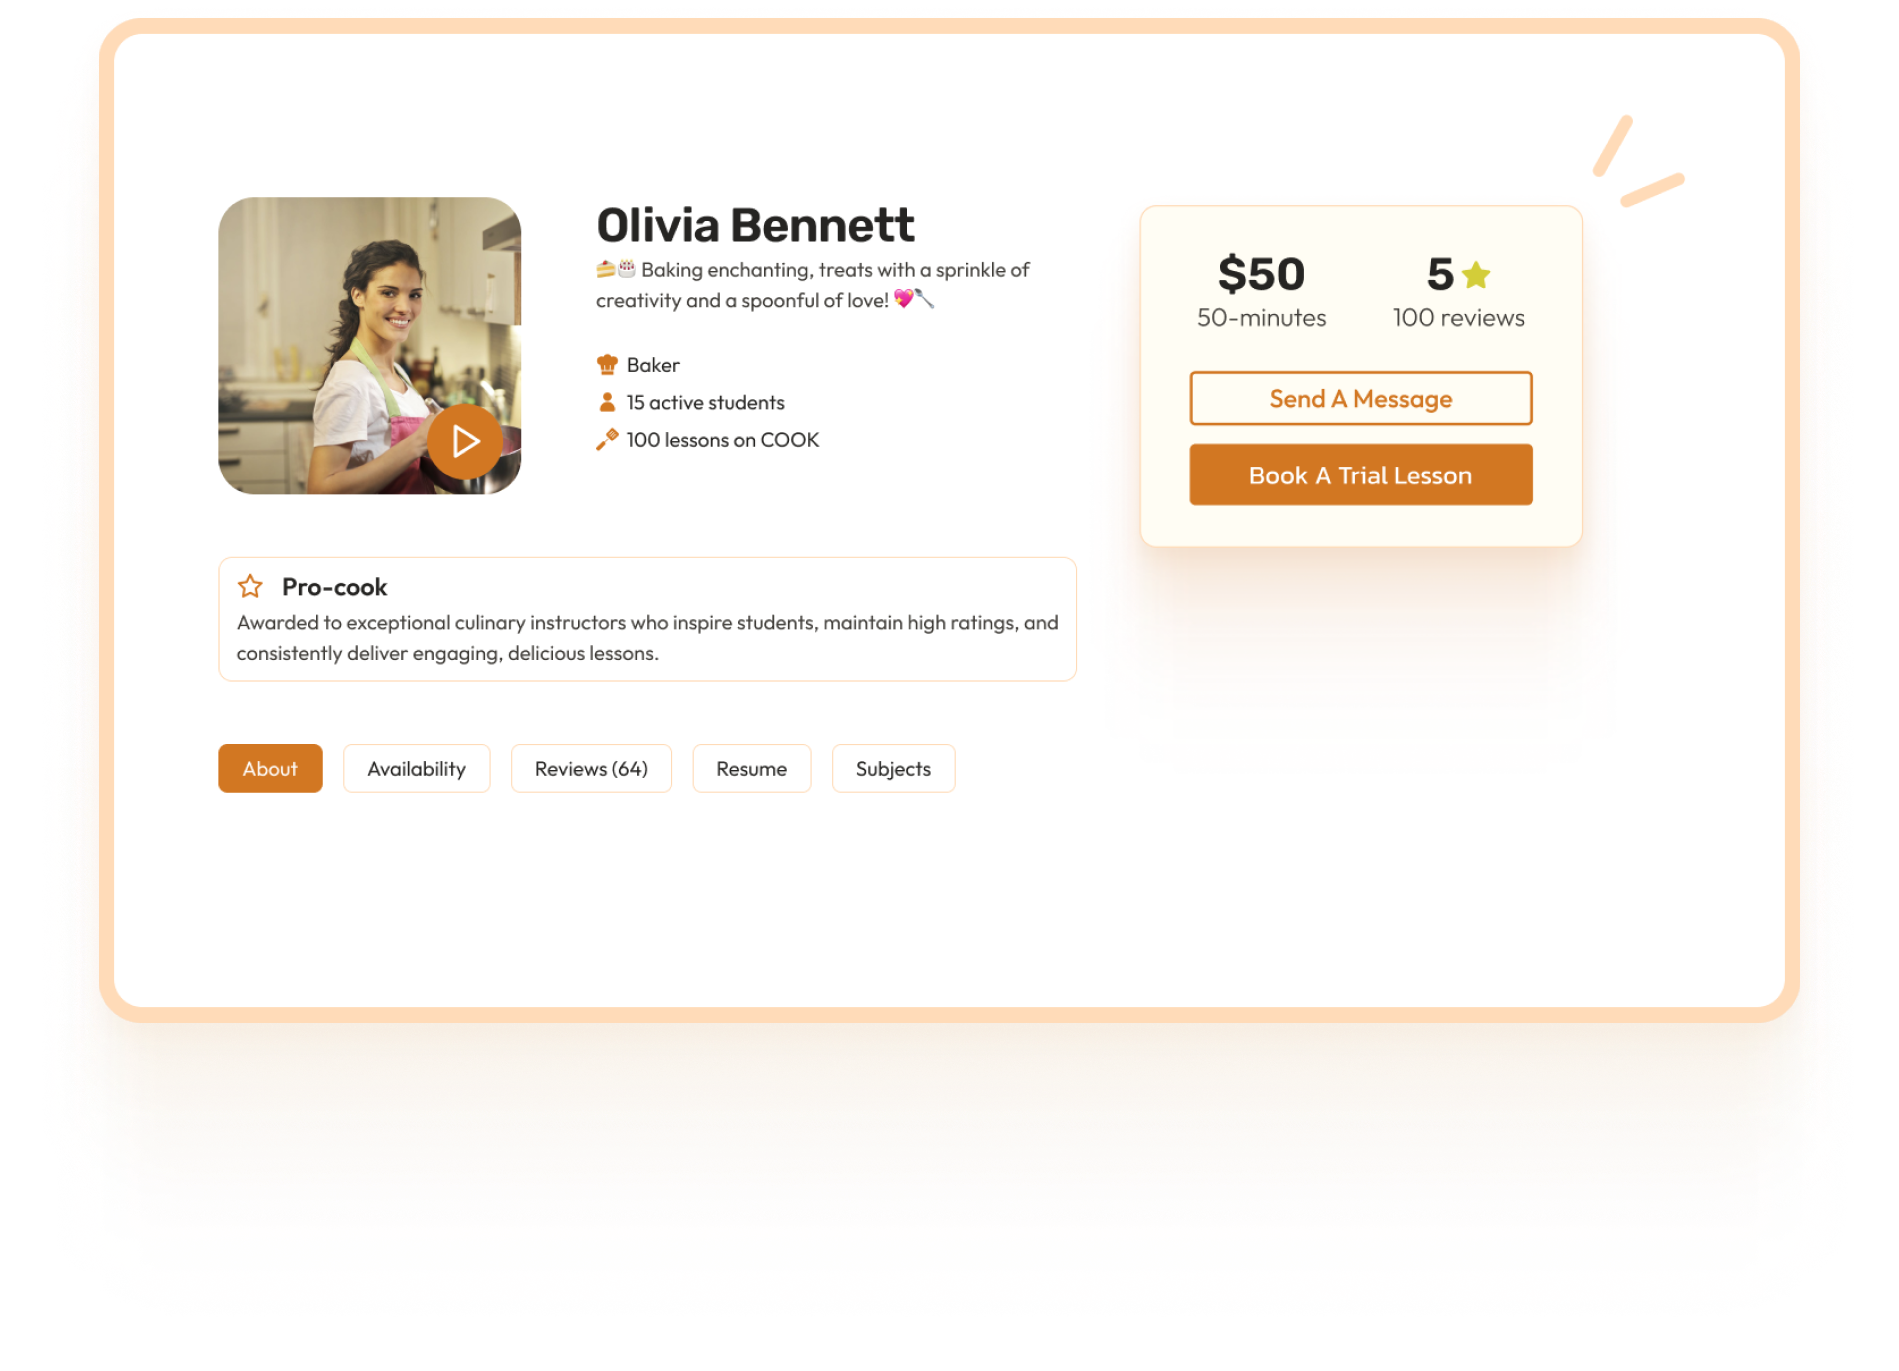 Olivia Bennett
🍰🎂 Baking enchanting, treats with a sprinkle of
creativity and a spoonful of love! 💖🥄
Baker
15 active students
100 lessons on COOK
$50
50-minutes
5
100 reviews
Send A Message
Book A Trial Lesson
Pro-cook
Awarded to exceptional culinary instructors who inspire students, maintain high ratings, and
consistently deliver engaging, delicious lessons.
About
Availability
Reviews (64)
Resume
Subjects